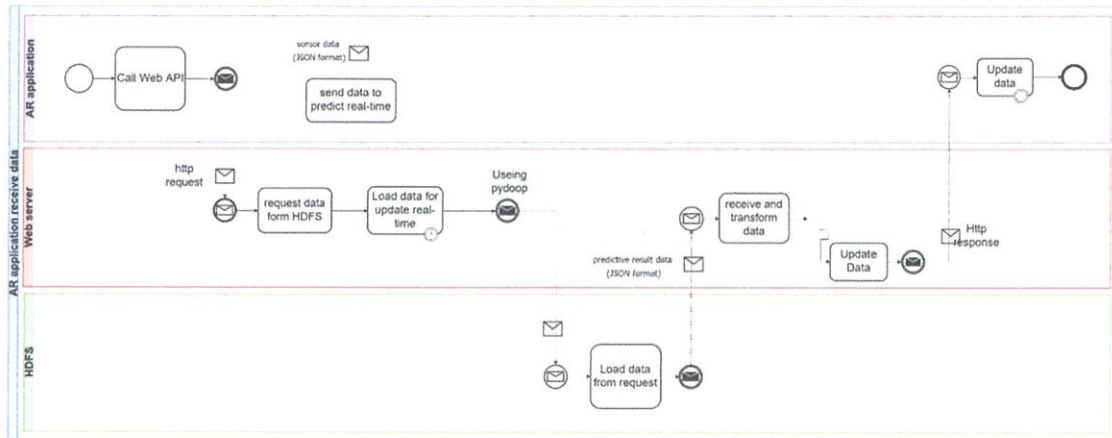 AR application receive data
AR application
Call Web API
sonsor data
(JSON format)
send data to
predict real-time
Update
data
Web server
http
request
request data
form HDFS
Load data for
update real-
time
Useing
pydoop
predictive result data
(JSON format)
receive and
transform
data
Update
Data
Http
response
HDFS
Load data
from request